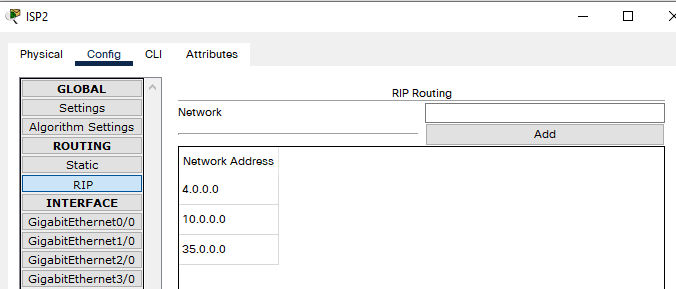 ISP2
Physical Config CLI Attributes
GLOBAL
Settings
Algorithm Settings
ROUTING
Static
RIP
INTERFACE
GigabitEthernet0/0
GigabitEthernet1/0
GigabitEthernet2/0
GigabitEthernet3/0
RIP Routing
Network
Add
Network Address
4.0.0.0
10.0.0.0
35.0.0.0